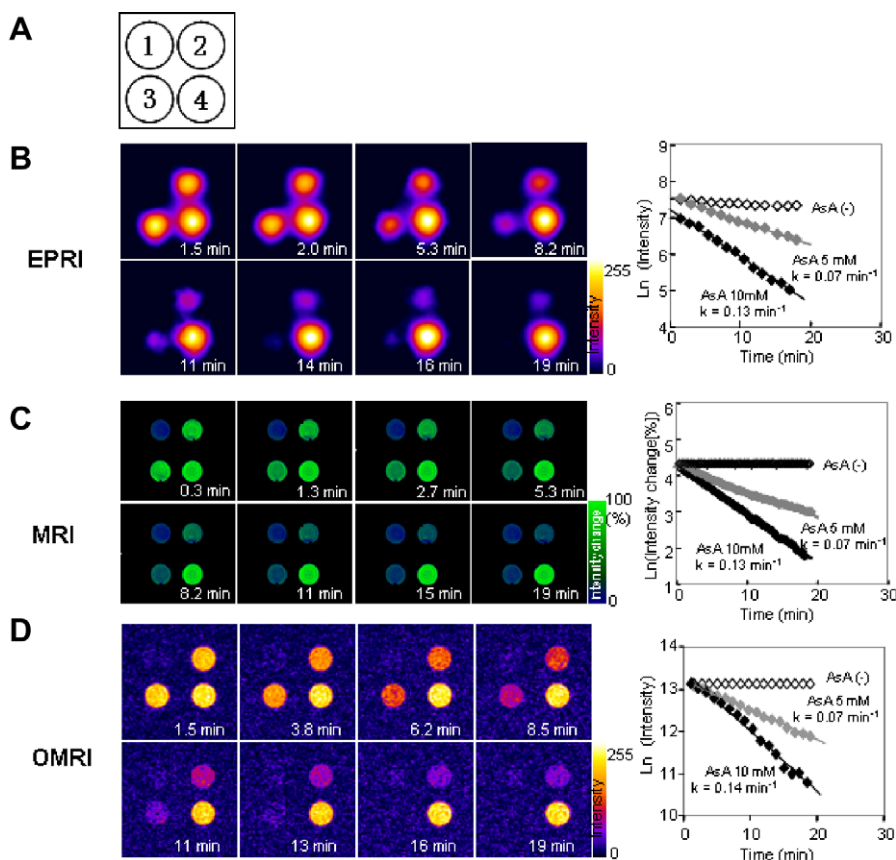 A
1 2
3 4
B
EPRI
1.5 min 2.0 min 5.3 min 8.2 min
11 min 14 min 16 min 19 min
255
Intensity
0
Ln (Intensity)
9
8
7
6
5
4
AsA (-)
AsA 5 mM
k = 0.07 min⁻¹
AsA 10mM
k = 0.13 min⁻¹
0 10 20 30
Time (min)
C
MRI
0.3 min 1.3 min 2.7 min 5.3 min
8.2 min 11 min 15 min 19 min
100
(%)
Intensity change
0
Ln(Intensity change[%])
6
5
4
3
2
1
AsA (-)
AsA 5 mM
k = 0.07 min⁻¹
AsA 10mM
k = 0.13 min⁻¹
0 10 20 30
Time (min)
D
OMRI
1.5 min 3.8 min 6.2 min 8.5 min
11 min 13 min 16 min 19 min
255
Intensity
0
Ln (Intensity)
14
13
12
11
10
AsA (-)
AsA 5 mM
k = 0.07 min⁻¹
AsA 10 mM
k = 0.14 min⁻¹
0 10 20 30
Time (min)